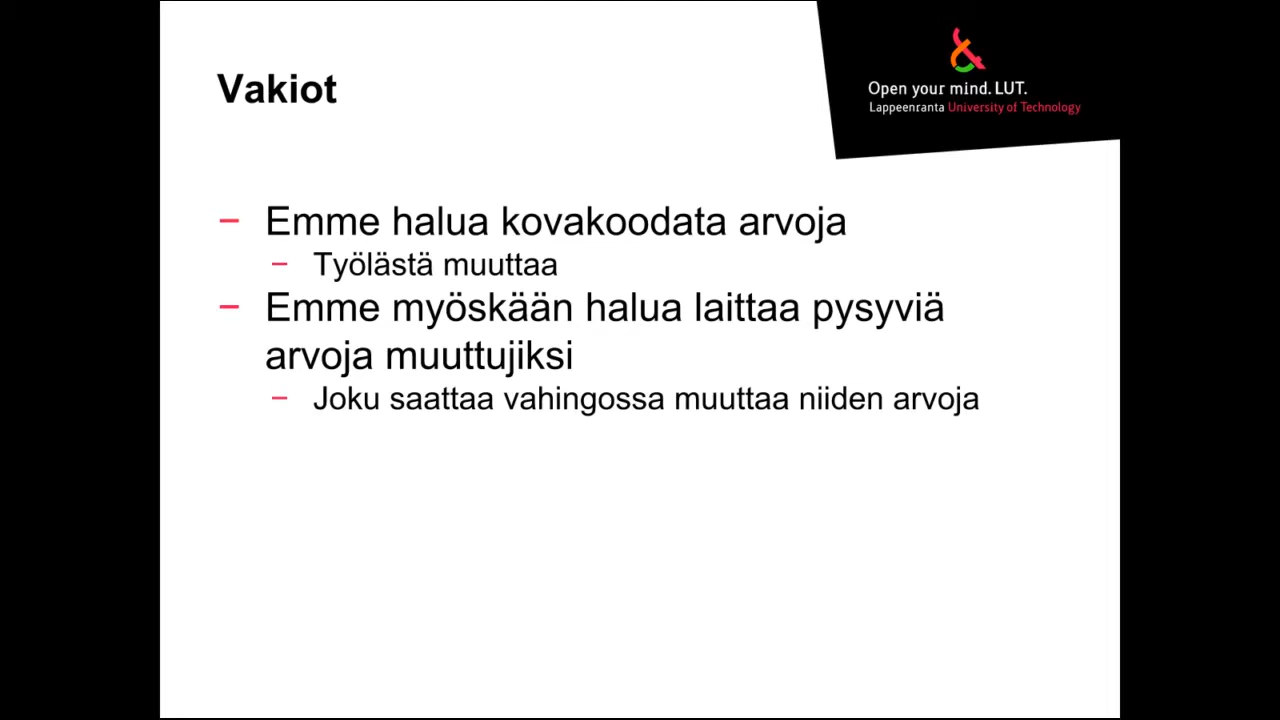 Vakiot
Open your mind. LUT.
Lappeenranta University of Technology
− Emme halua kovakoodata arvoja
− Työlästä muuttaa
− Emme myöskään halua laittaa pysyviä
arvoja muuttujiksi
− Joku saattaa vahingossa muuttaa niiden arvoja